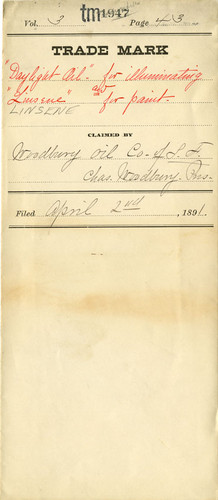 tm1947
Vol. 3 Page 43
TRADE MARK
"Daylight Oil" - for illuminating
and
"Linsene" for paint.
LINSENE
CLAIMED BY
Woodbury Oil Co. of S. F.
Chas. Woodbury. Pres.
Filed April 2nd, 1891.